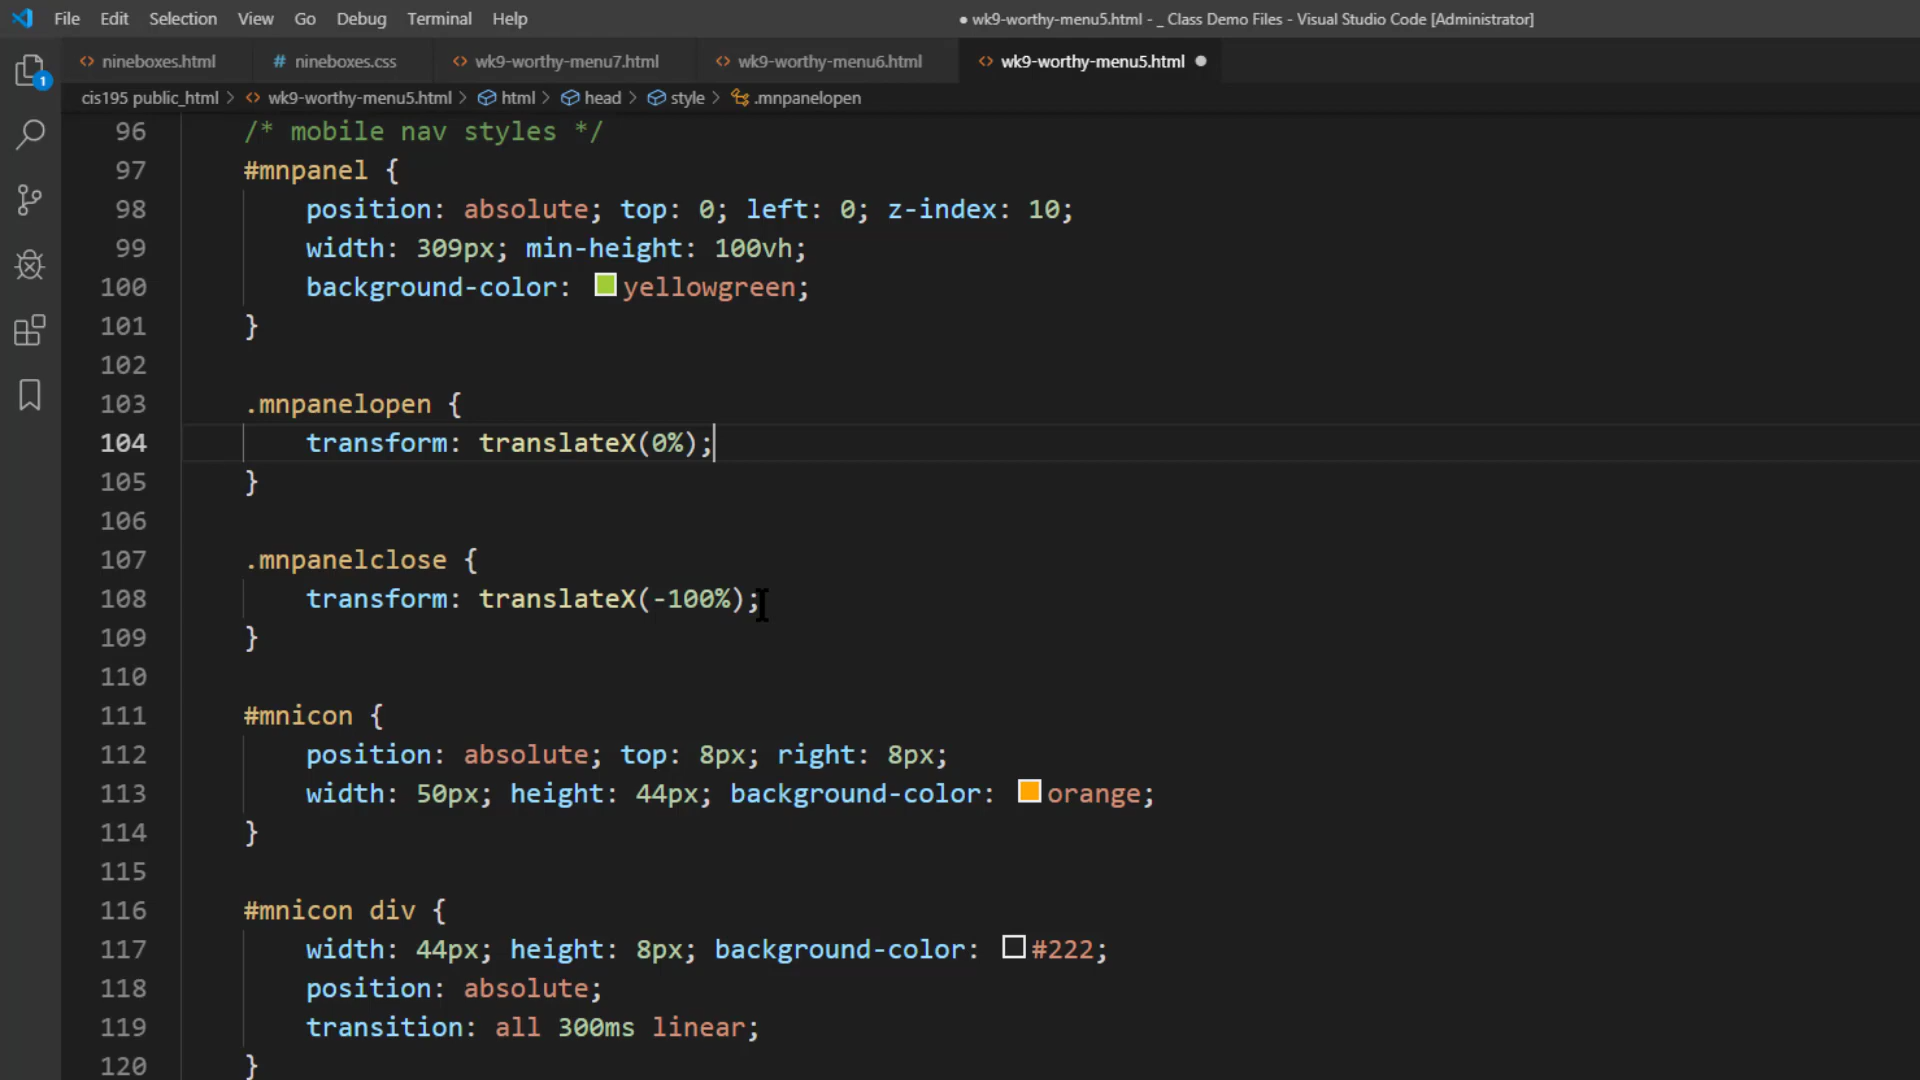 File Edit Selection View Go Debug Terminal Help ● wk9-worthy-menu5.html - _ Class Demo Files - Visual Studio Code [Administrator]
1
<> nineboxes.html # nineboxes.css <> wk9-worthy-menu7.html <> wk9-worthy-menu6.html <> wk9-worthy-menu5.html ●
cis195 public_html > <> wk9-worthy-menu5.html > html > head > style > .mnpanelopen
96 /* mobile nav styles */
97 #mnpanel {
98 position: absolute; top: 0; left: 0; z-index: 10;
99 width: 309px; min-height: 100vh;
100 background-color: yellowgreen;
101 }
102
103 .mnpanelopen {
104 transform: translateX(0%);
105 }
106
107 .mnpanelclose {
108 transform: translateX(-100%);
109 }
110
111 #mnicon {
112 position: absolute; top: 8px; right: 8px;
113 width: 50px; height: 44px; background-color: orange;
114 }
115
116 #mnicon div {
117 width: 44px; height: 8px; background-color: #222;
118 position: absolute;
119 transition: all 300ms linear;
120 }